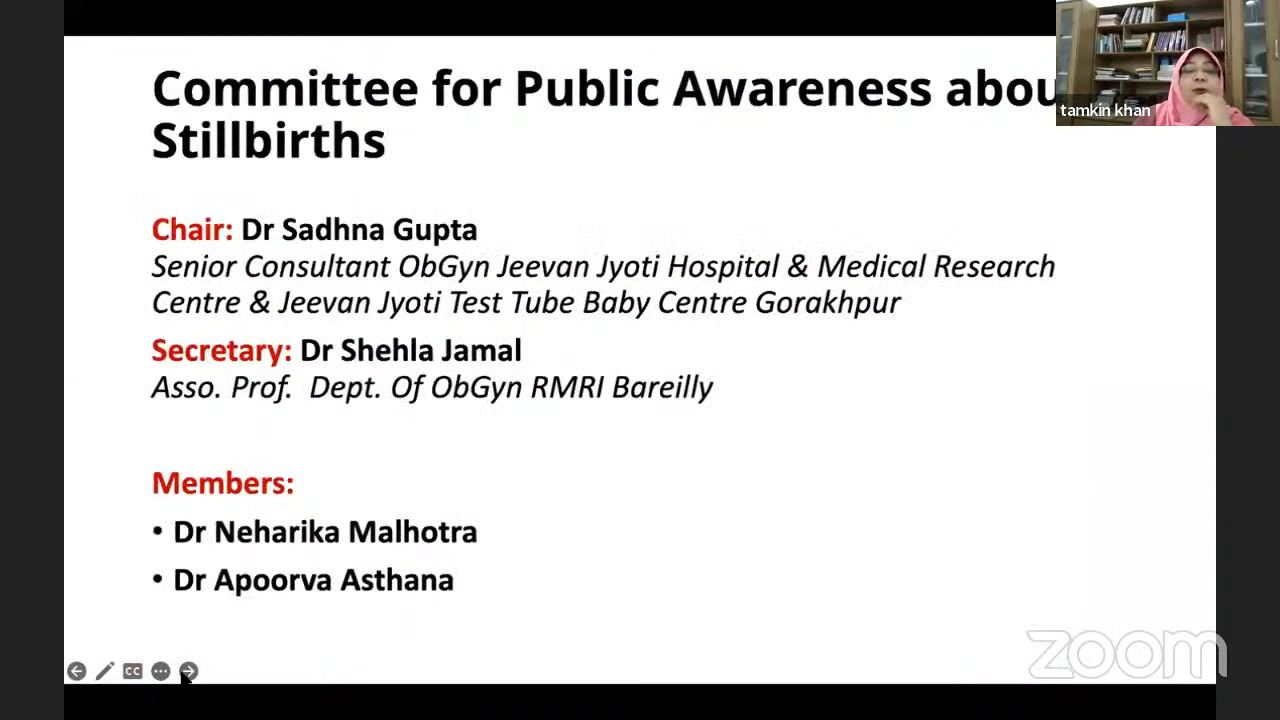 Committee for Public Awareness abou
Stillbirths
tamkin khan
Chair: Dr Sadhna Gupta
Senior Consultant ObGyn Jeevan Jyoti Hospital & Medical Research
Centre & Jeevan Jyoti Test Tube Baby Centre Gorakhpur
Secretary: Dr Shehla Jamal
Asso. Prof. Dept. Of ObGyn RMRI Bareilly
Members:
• Dr Neharika Malhotra
• Dr Apoorva Asthana
CC
zoom